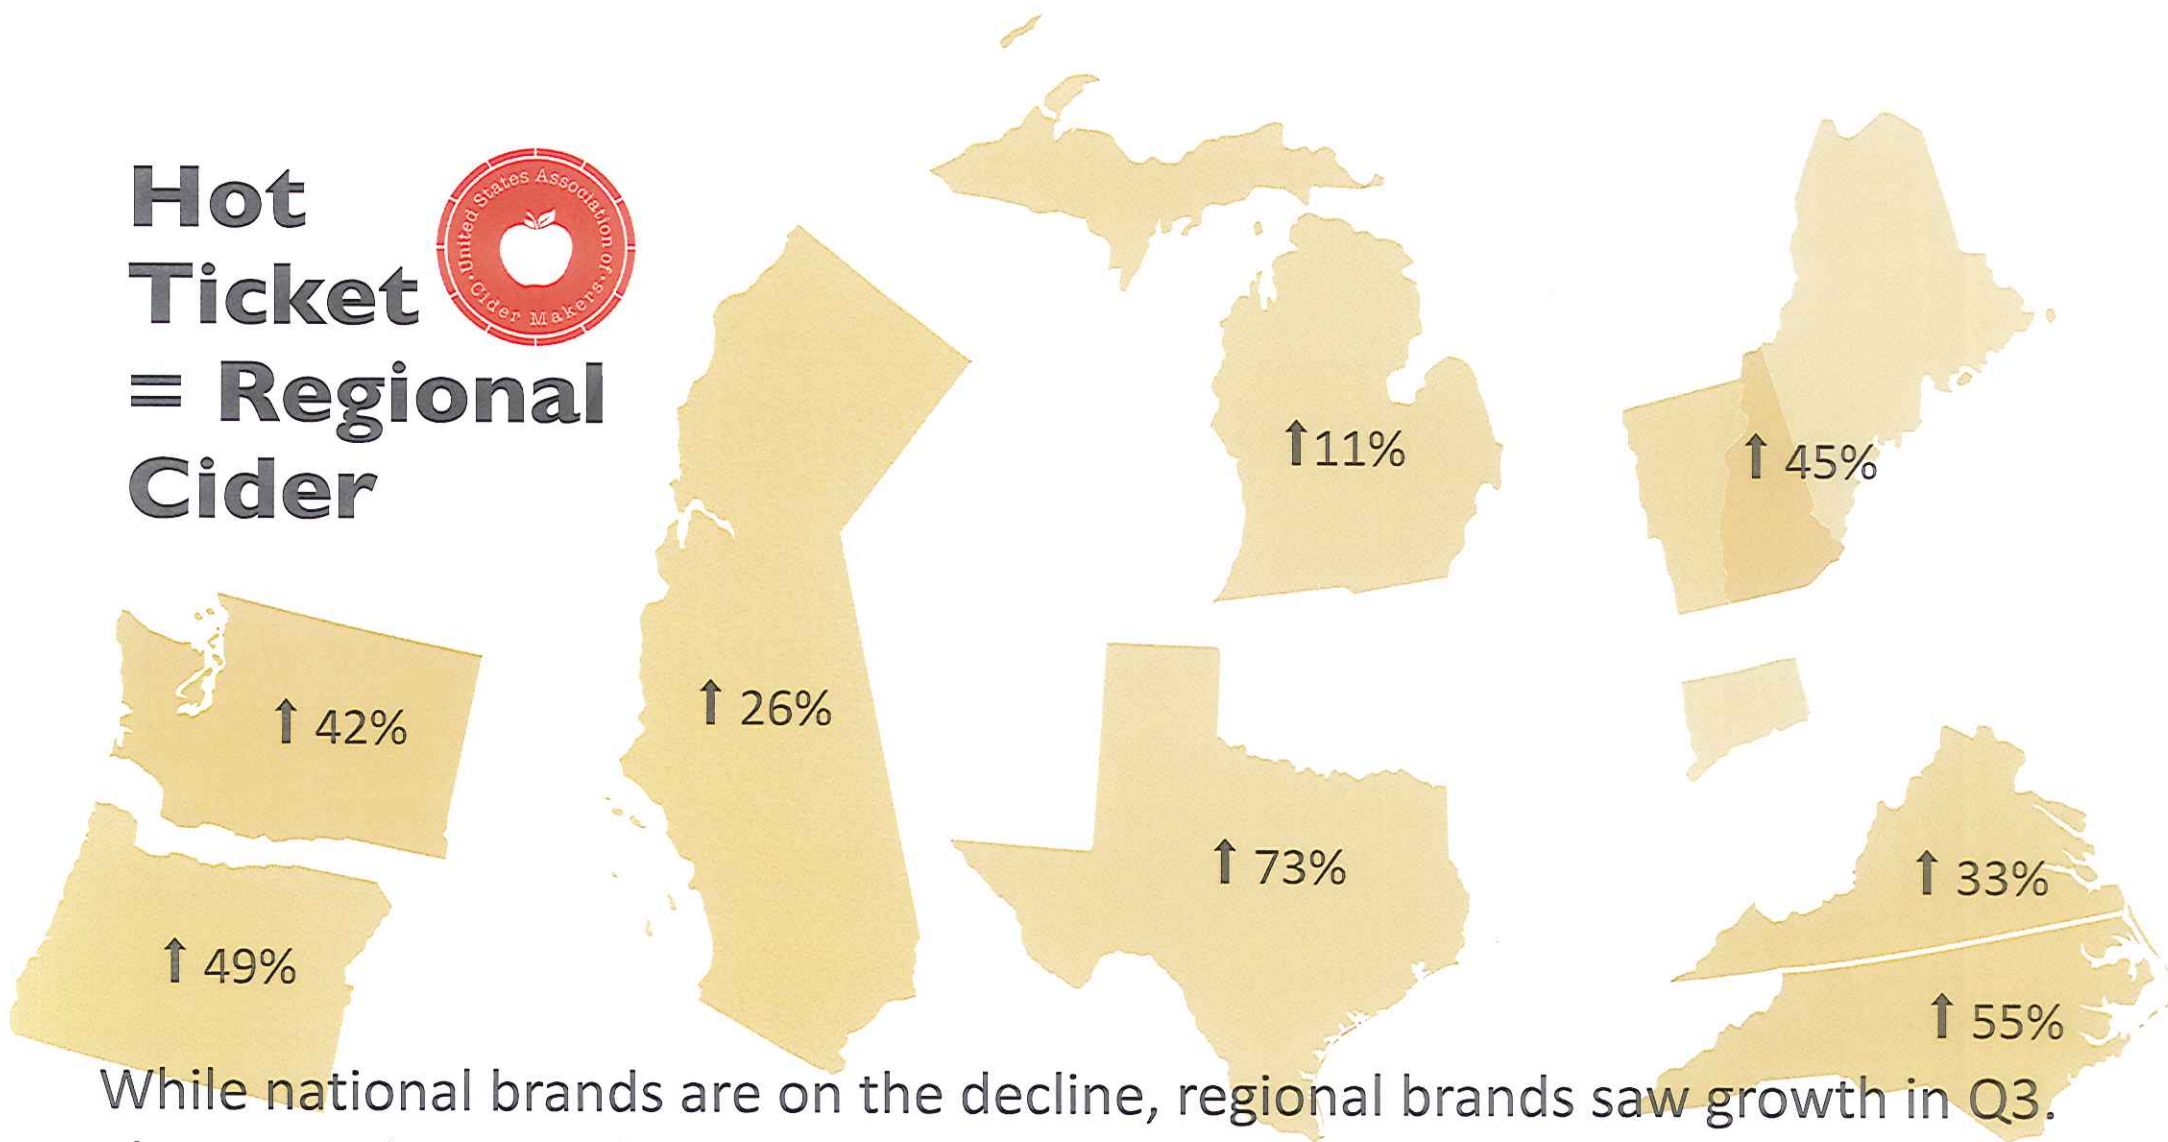 Hot
Ticket
= Regional
Cider
United States Association of
Cider Makers
↑11%
↑ 45%
↑ 42%
↑ 26%
↑ 73%
↑ 33%
↑ 49%
↑ 55%
While national brands are on the decline, regional brands saw growth in Q3.